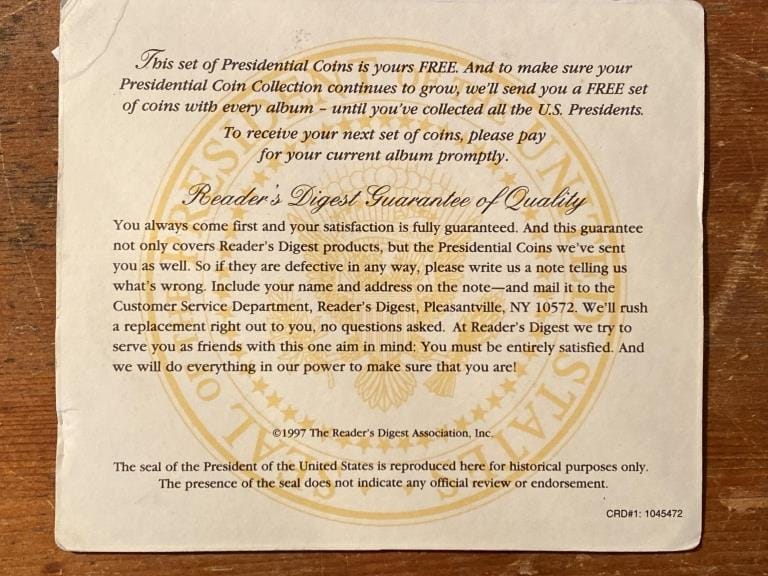 This set of Presidential Coins is yours FREE. And to make sure your
Presidential Coin Collection continues to grow, we'll send you a FREE set
of coins with every album – until you've collected all the U.S. Presidents.
To receive your next set of coins, please pay
for your current album promptly.
Reader's Digest Guarantee of Quality
You always come first and your satisfaction is fully guaranteed. And this guarantee
not only covers Reader's Digest products, but the Presidential Coins we've sent
you as well. So if they are defective in any way, please write us a note telling us
what's wrong. Include your name and address on the note—and mail it to the
Customer Service Department, Reader's Digest, Pleasantville, NY 10572. We'll rush
a replacement right out to you, no questions asked. At Reader's Digest we try to
serve you as friends with this one aim in mind: You must be entirely satisfied. And
we will do everything in our power to make sure that you are!
©1997 The Reader's Digest Association, Inc.
The seal of the President of the United States is reproduced here for historical purposes only.
The presence of the seal does not indicate any official review or endorsement.
CRD#1: 1045472
SEAL OF THE PRESIDENT OF THE UNITED STATES